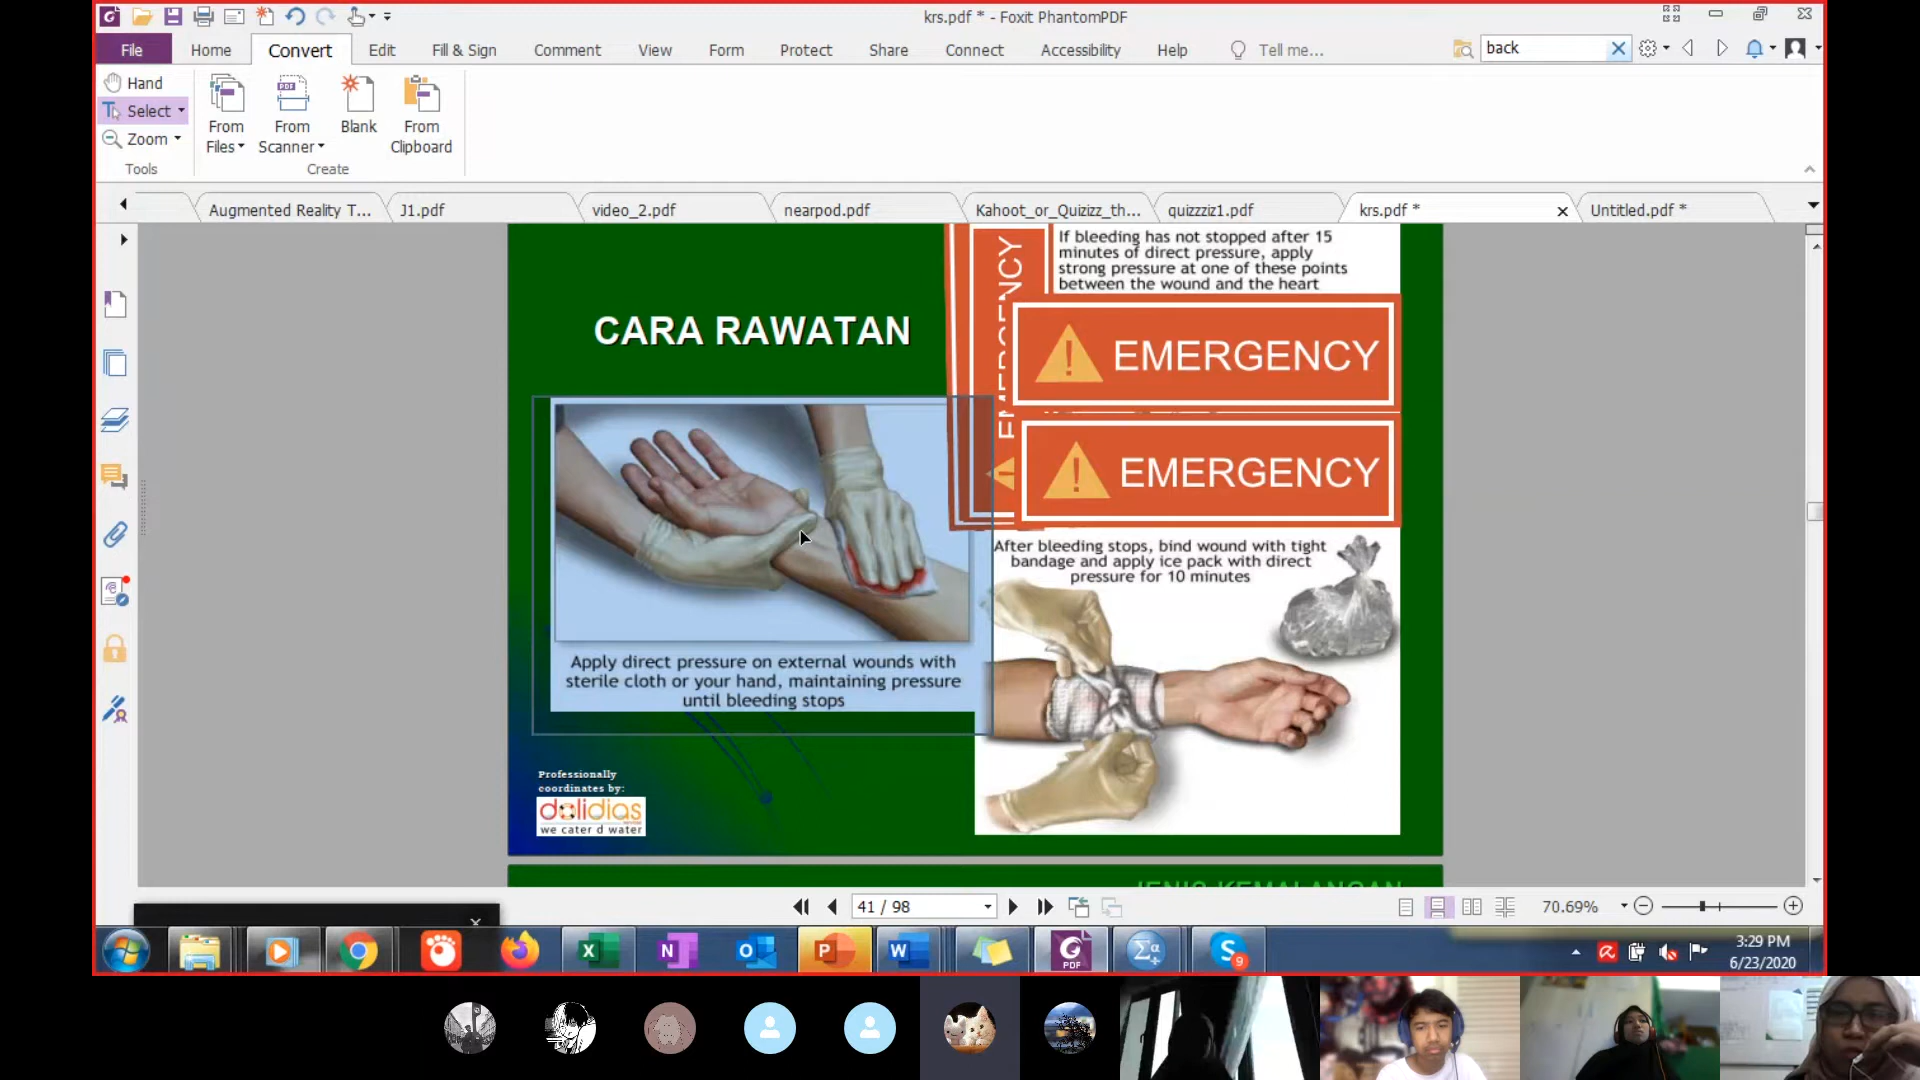 krs.pdf * - Foxit PhantomPDF
File
Home
Convert
Edit
Fill & Sign
Comment
View
Form
Protect
Share
Connect
Accessibility
Help
Tell me...
back
Hand
Select
Zoom
Tools
From
Files
From
Scanner
Blank
From
Clipboard
Create
Augmented Reality T...
J1.pdf
video_2.pdf
nearpod.pdf
Kahoot_or_Quizizz_th...
quizzziz1.pdf
krs.pdf *
Untitled.pdf *
CARA RAWATAN
If bleeding has not stopped after 15
minutes of direct pressure, apply
strong pressure at one of these points
between the wound and the heart
EMERGENCY
EMERGENCY
EMERGENCY
After bleeding stops, bind wound with tight
bandage and apply ice pack with direct
pressure for 10 minutes
Apply direct pressure on external wounds with
sterile cloth or your hand, maintaining pressure
until bleeding stops
Professionally
coordinates by:
dalidias
we cater d water
JENIS KEMALANGAN
41 / 98
70.69%
3:29 PM
6/23/2020